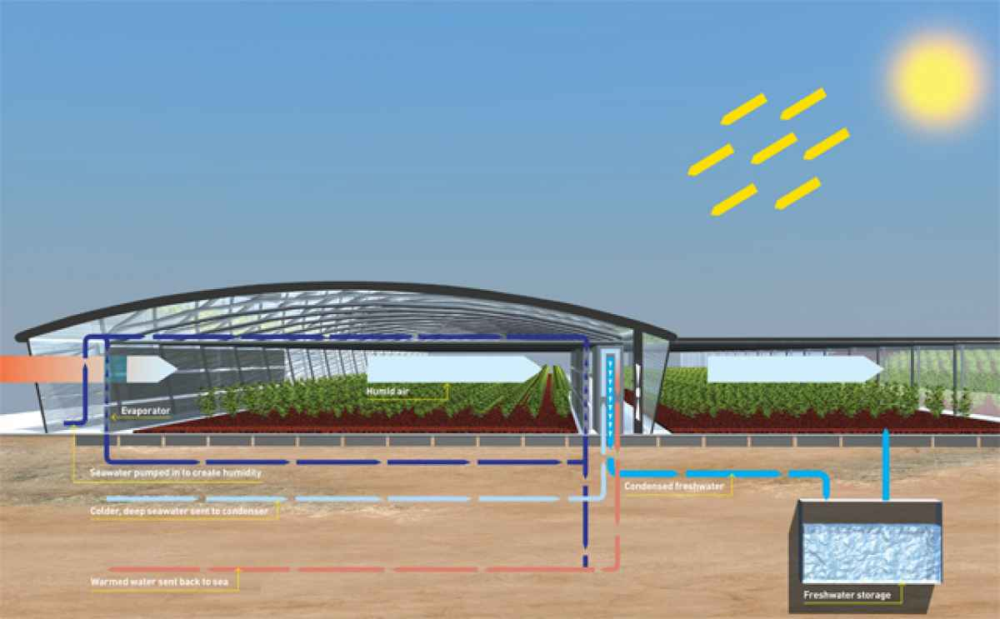 Humid air
Evaporator
Seawater pumped in to create humidity
Condensed freshwater
Colder, deep seawater sent to condenser
Warmed water sent back to sea
Freshwater storage